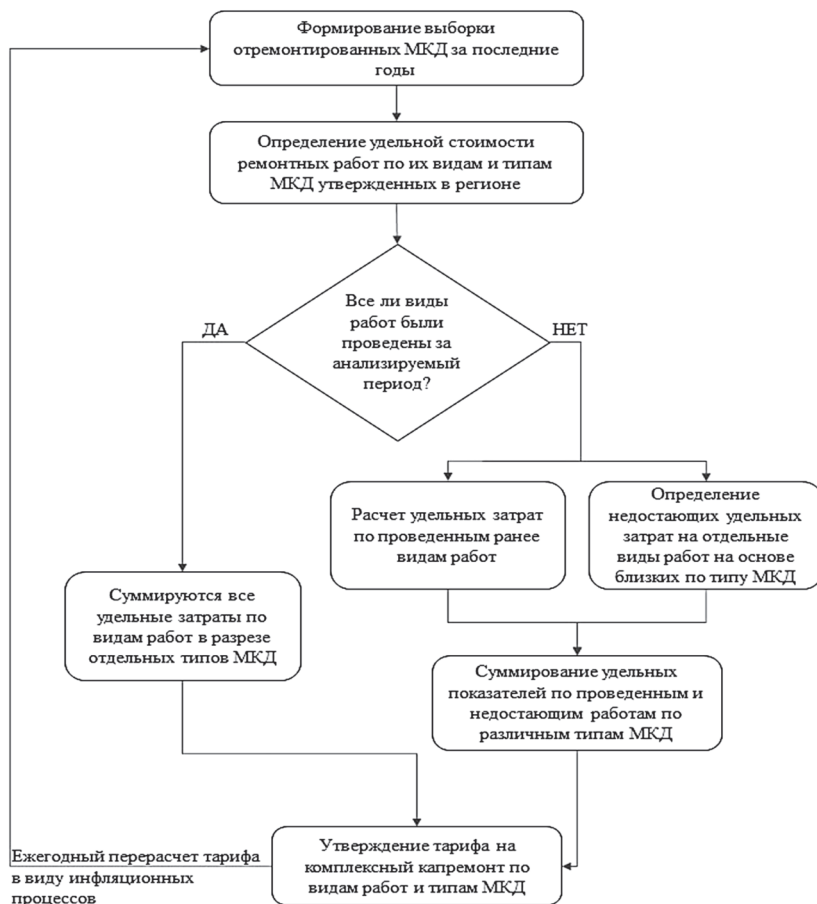 Формирование выборки
отремонтированных МКД за последние
годы
Определение удельной стоимости
ремонтных работ по их видам и типам
МКД утвержденных в регионе
Все ли виды
работ были
проведены за
анализируемый
период?
ДА
НЕТ
Расчет удельных затрат
по проведенным ранее
видам работ
Определение
недостающих удельных
затрат на отдельные
виды работ на основе
близких по типу МКД
Суммируются все
удельные затраты по
видам работ в разрезе
отдельных типов МКД
Суммирование удельных
показателей по проведенным и
недостающим работам по
различным типам МКД
Утверждение тарифа на
комплексный капремонт по
видам работ и типам МКД
Ежегодный перерасчет тарифа
в виду инфляционных
процессов